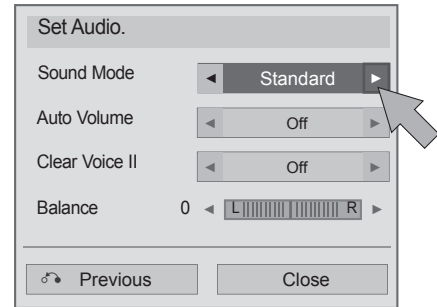 Set Audio.
Sound Mode ◄ Standard ►
Auto Volume ◄ Off ►
Clear Voice II ◄ Off ►
Balance 0 ◄ L R ►
Previous Close